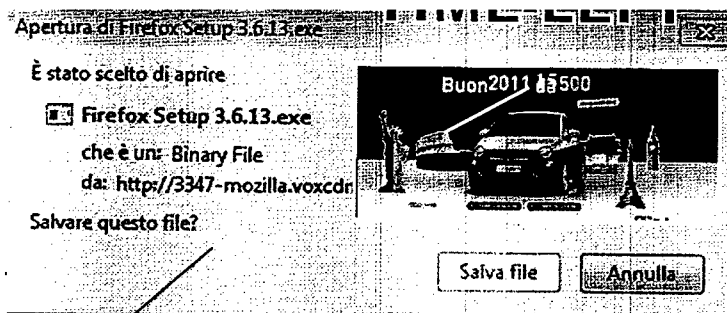 Apertura di Firefox Setup 3.6.13.exe
È stato scelto di aprire
Buon2011 da500
Firefox Setup 3.6.13.exe
che è un: Binary File
da: http://3347-mozilla.voxcdn
Salvare questo file?
Salva file
Annulla